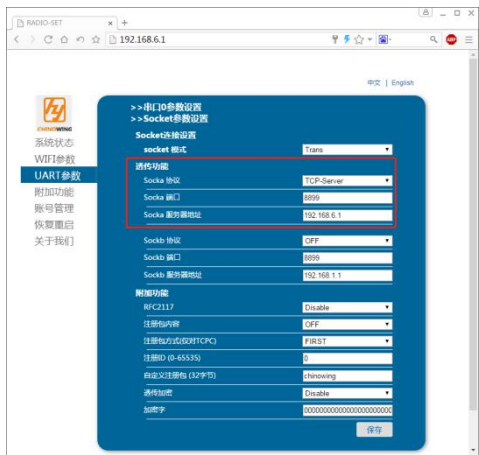 RADIO-SET
192.168.6.1
中文 | English
CHINOWING
系统状态
WIFI参数
UART参数
附加功能
账号管理
恢复重启
关于我们
>>串口0参数设置
>>Socket参数设置
Socket连接设置
socket 模式 Trans
透传功能
Socka 协议 TCP-Server
Socka 端口 8899
Socka 服务器地址 192.168.6.1
Sockb 协议 OFF
Sockb 端口 8899
Sockb 服务器地址 192.168.1.1
附加功能
RFC2117 Disable
注册包内容 OFF
注册包方式(仅对TCPC) FIRST
注册ID (0-65535) 0
自定义注册包 (32字节) chinowing
透传加密 Disable
加密字
保存